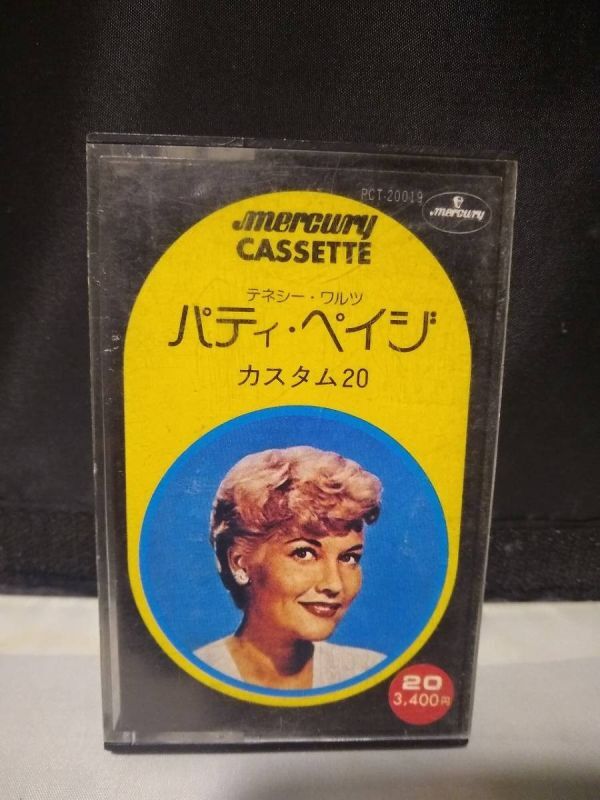 PCT-20019
mercury
mercury
CASSETTE
テネシー・ワルツ
パティ・ペイジ
カスタム20
20
3,400円